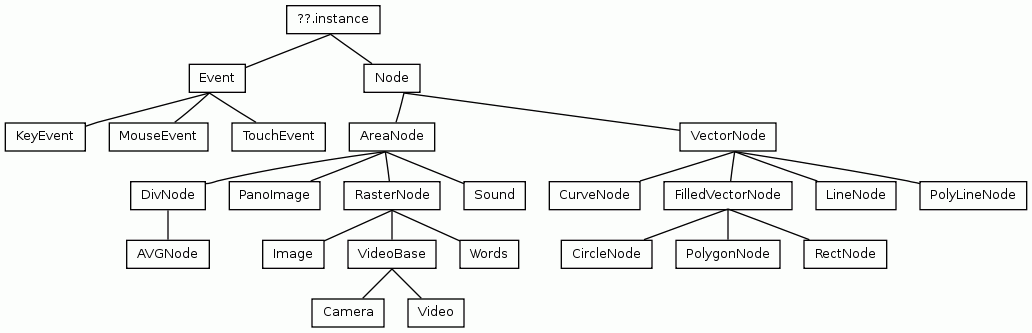 ??.instance
Event Node
KeyEvent MouseEvent TouchEvent AreaNode VectorNode
DivNode PanoImage RasterNode Sound CurveNode FilledVectorNode LineNode PolyLineNode
AVGNode Image VideoBase Words CircleNode PolygonNode RectNode
Camera Video